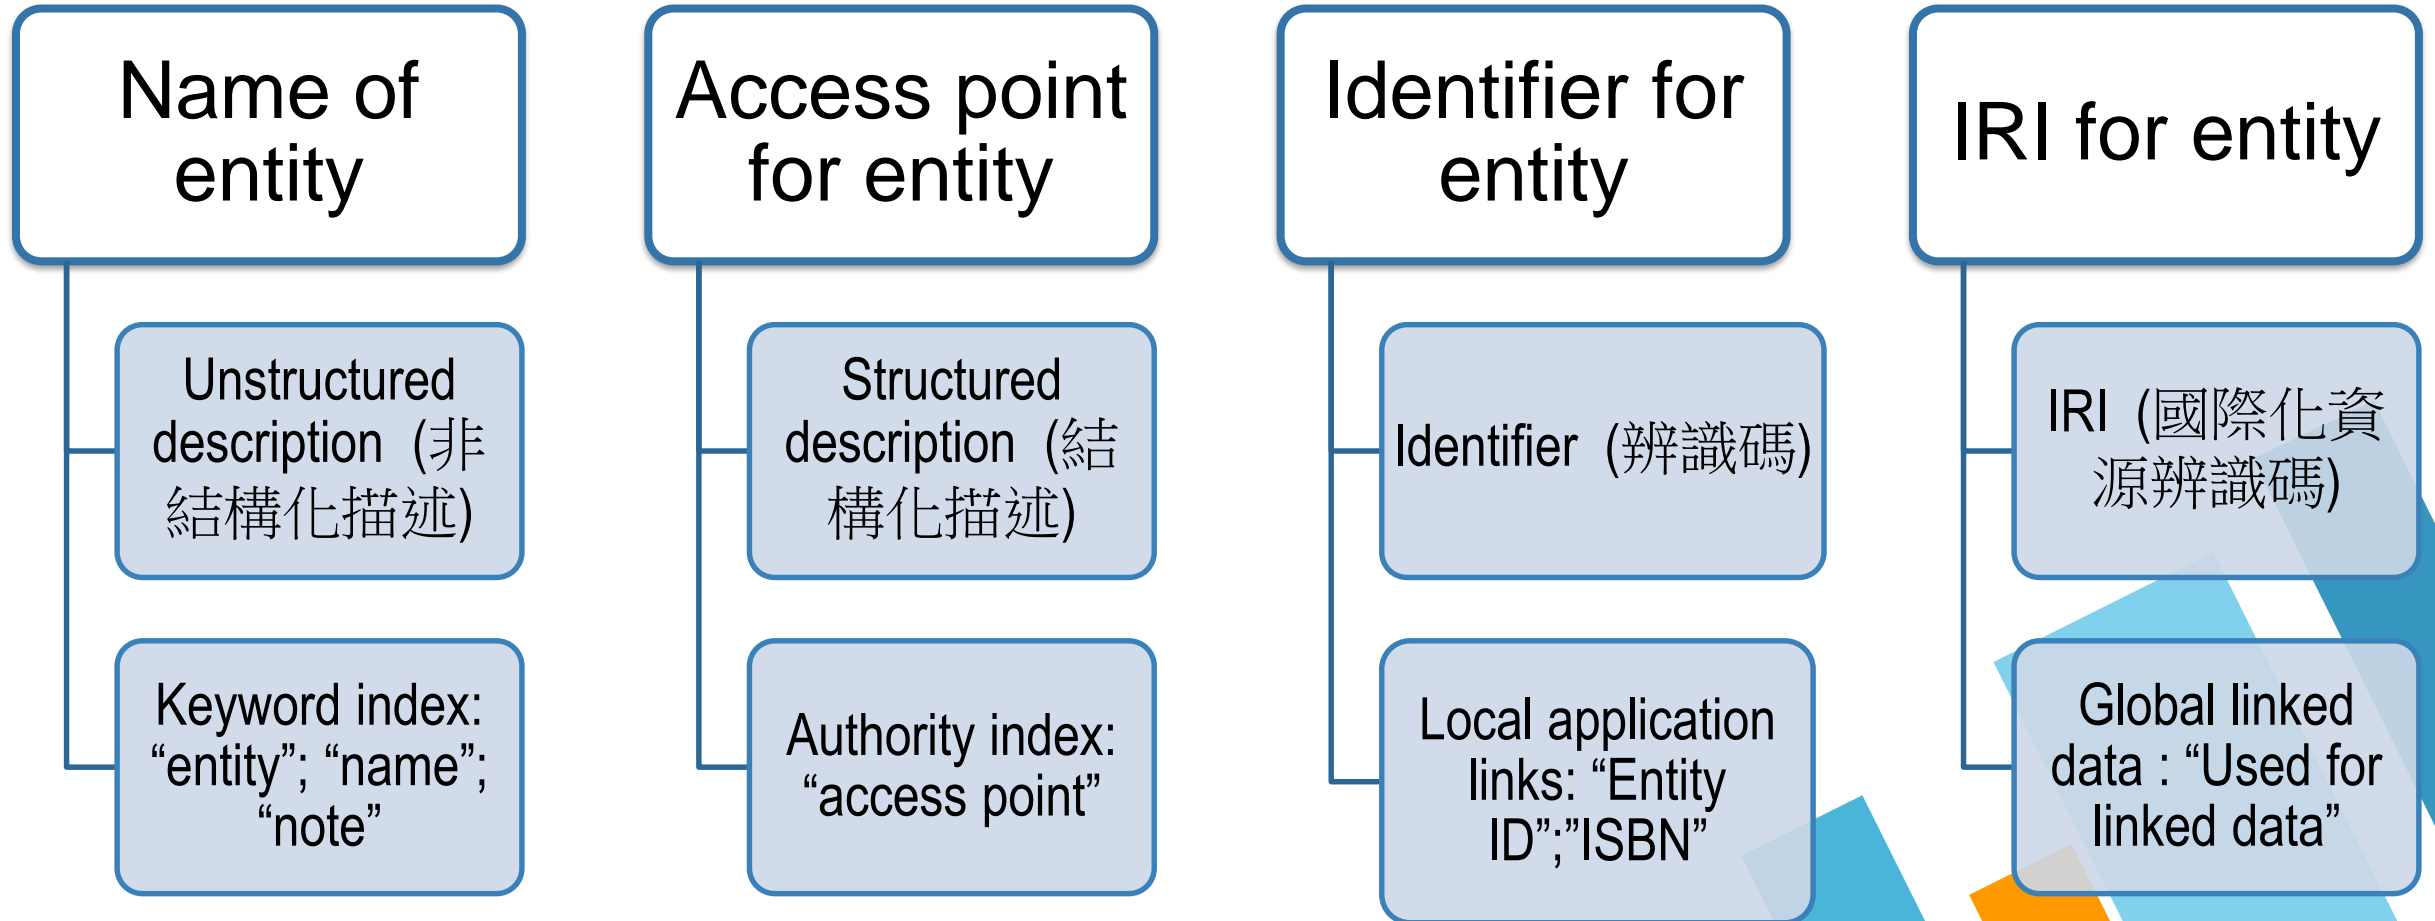 Name of
entity
Unstructured
description (非
結構化描述)
Keyword index:
“entity”; “name”;
“note”
Access point
for entity
Structured
description (結
構化描述)
Authority index:
“access point”
Identifier for
entity
Identifier (辨識碼)
Local application
links: “Entity
ID”;”ISBN”
IRI for entity
IRI (國際化資
源辨識碼)
Global linked
data : “Used for
linked data”